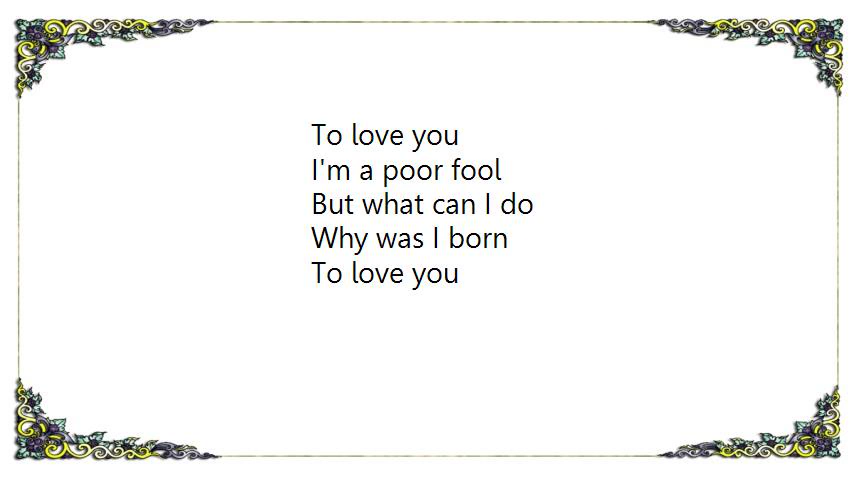 To love you
I'm a poor fool
But what can I do
Why was I born
To love you